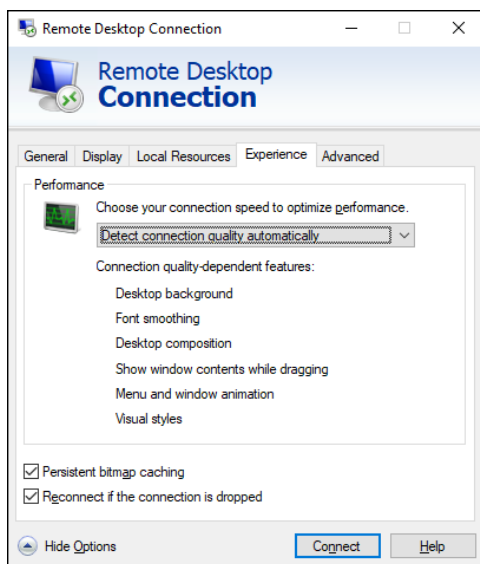 Remote Desktop Connection
Remote Desktop
Connection
General Display Local Resources Experience Advanced
Performance
Choose your connection speed to optimize performance.
Detect connection quality automatically
Connection quality-dependent features:
Desktop background
Font smoothing
Desktop composition
Show window contents while dragging
Menu and window animation
Visual styles
Persistent bitmap caching
Reconnect if the connection is dropped
Hide Options Connect Help